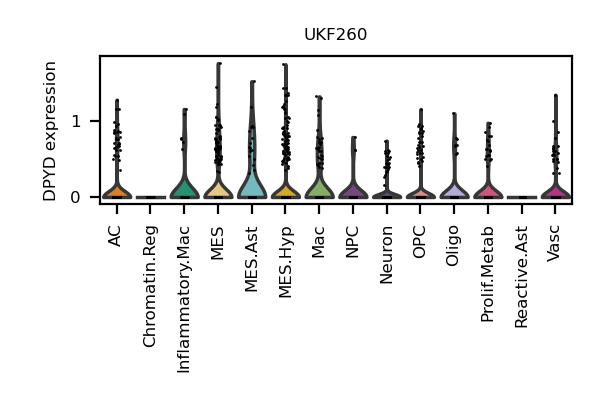 UKF260
DPYD expression
1
0
AC
Chromatin.Reg
Inflammatory.Mac
MES
MES.Ast
MES.Hyp
Mac
NPC
Neuron
OPC
Oligo
Prolif.Metab
Reactive.Ast
Vasc